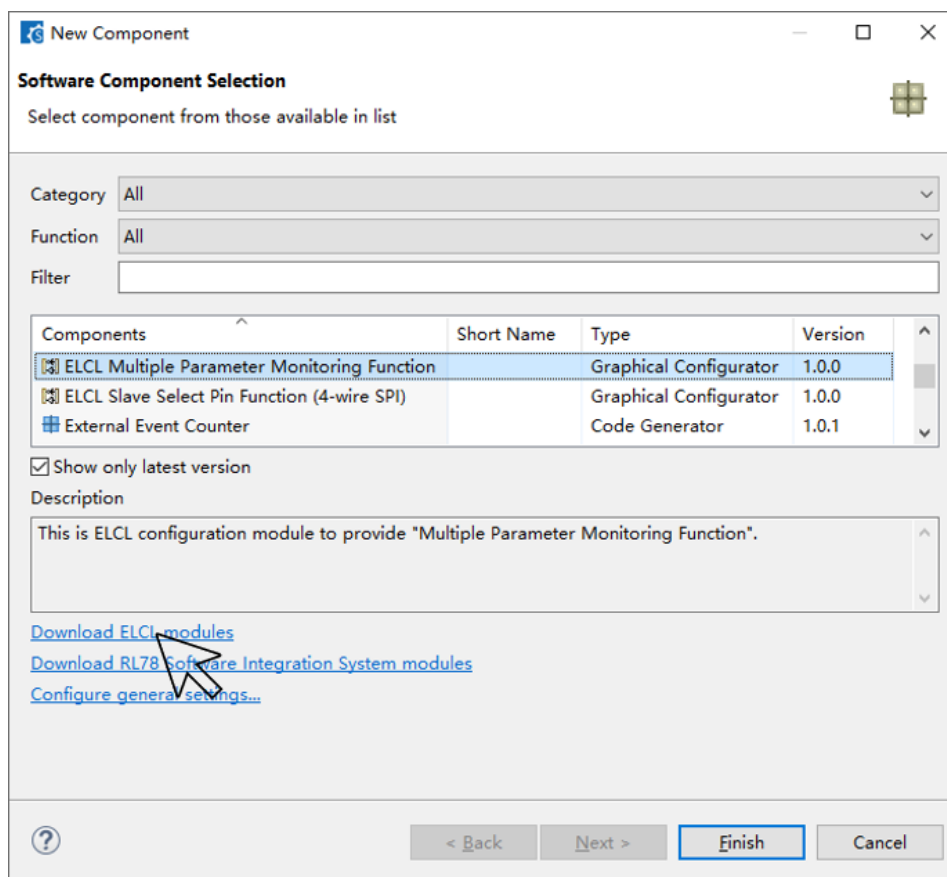 New Component
Software Component Selection
Select component from those available in list
Category All
Function All
Filter
Components Short Name Type Version
ELCL Multiple Parameter Monitoring Function Graphical Configurator 1.0.0
ELCL Slave Select Pin Function (4-wire SPI) Graphical Configurator 1.0.0
External Event Counter Code Generator 1.0.1
Show only latest version
Description
This is ELCL configuration module to provide "Multiple Parameter Monitoring Function".
Download ELCL modules
Download RL78 Software Integration System modules
Configure general settings...
< Back Next > Finish Cancel